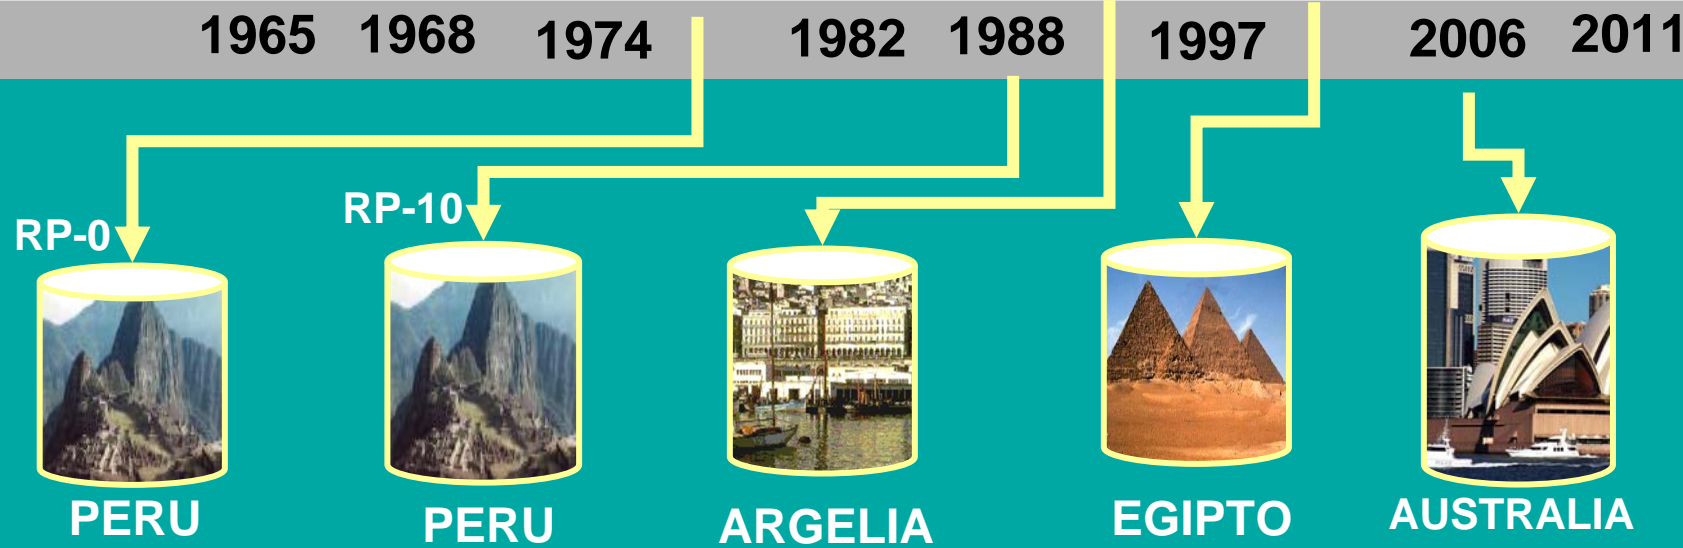 1965 1968 1974 1982 1988 1997 2006 2011
RP-0 RP-10
PERU PERU ARGELIA EGIPTO AUSTRALIA